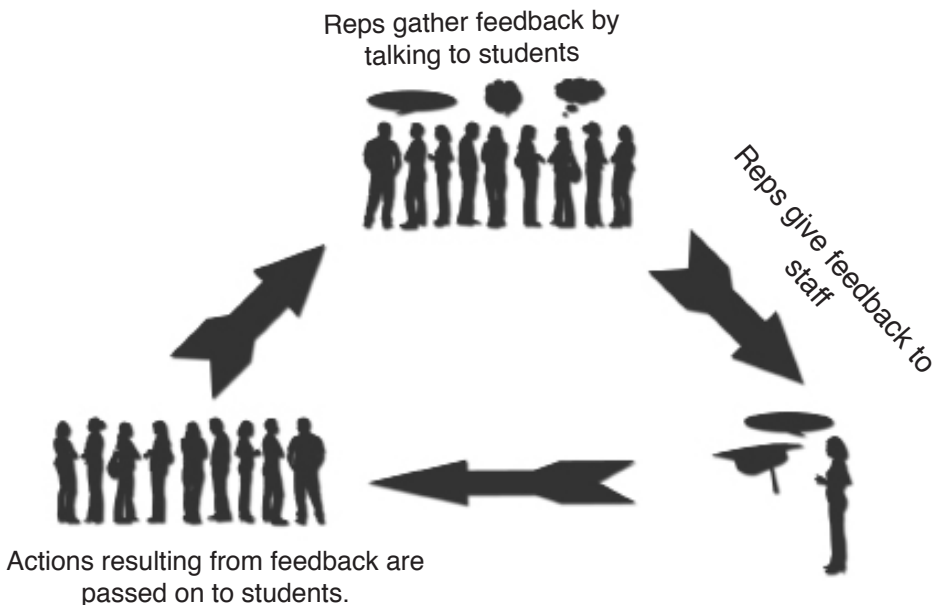 Reps gather feedback by
talking to students
Reps give feedback to
staff
Actions resulting from feedback are
passed on to students.